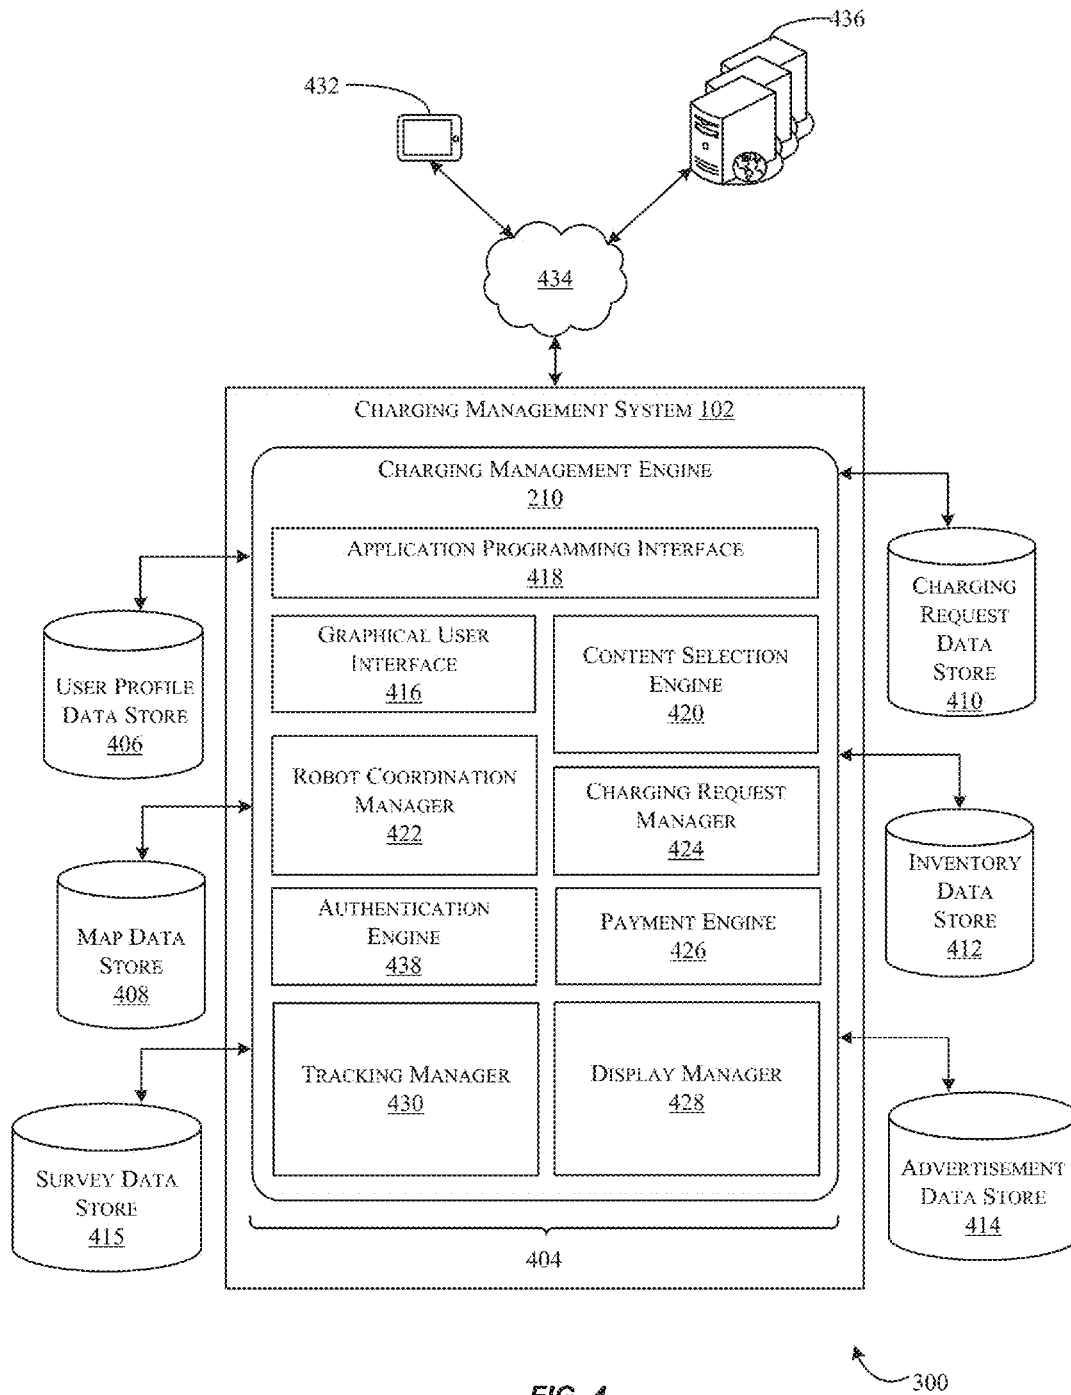 436
432
434
CHARGING MANAGEMENT SYSTEM 102
CHARGING MANAGEMENT ENGINE
210
APPLICATION PROGRAMMING INTERFACE
418
GRAPHICAL USER
INTERFACE
416
CONTENT SELECTION
ENGINE
420
ROBOT COORDINATION
MANAGER
422
CHARGING REQUEST
MANAGER
424
AUTHENTICATION
ENGINE
438
PAYMENT ENGINE
426
TRACKING MANAGER
430
DISPLAY MANAGER
428
404
USER PROFILE
DATA STORE
406
MAP DATA
STORE
408
SURVEY DATA
STORE
415
CHARGING
REQUEST
DATA
STORE
410
INVENTORY
DATA
STORE
412
ADVERTISEMENT
DATA STORE
414
300
FIG. 4